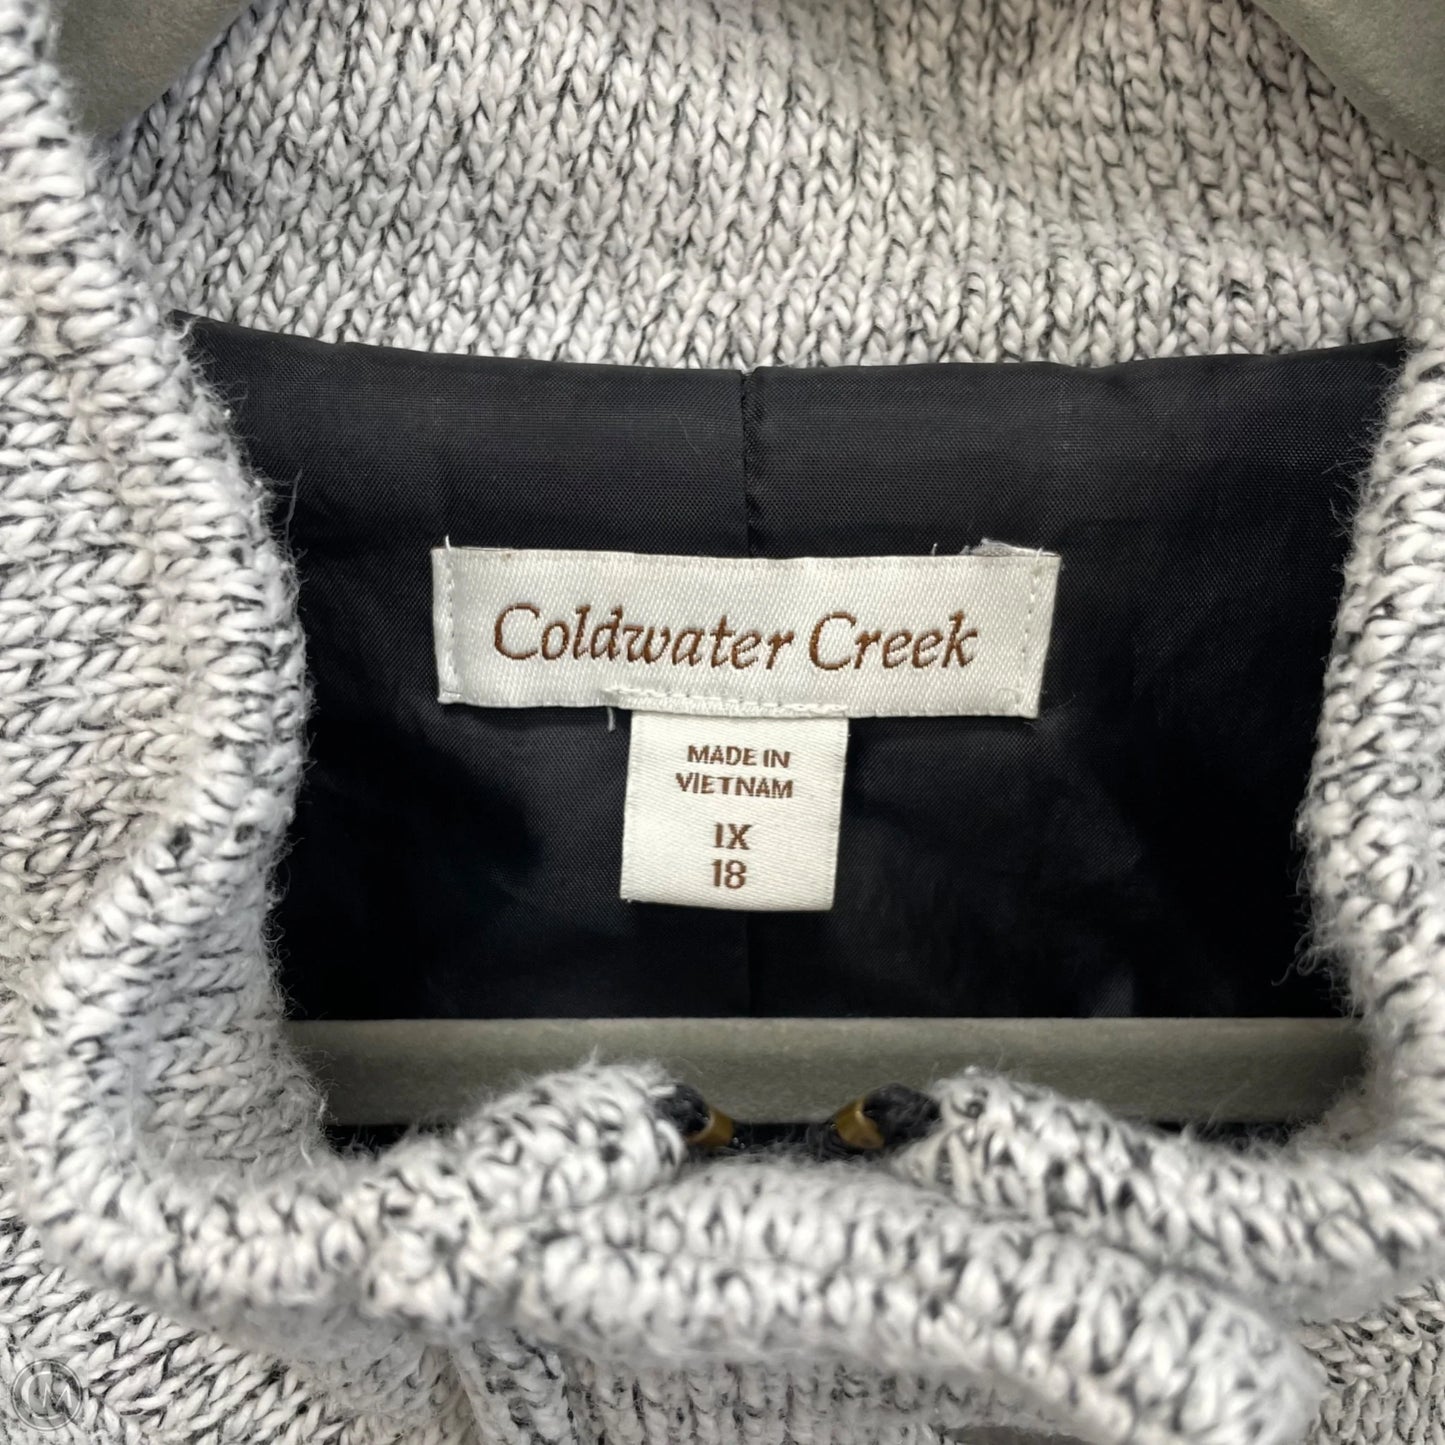 Coldwater Creek
MADE IN
VIETNAM
1X
18